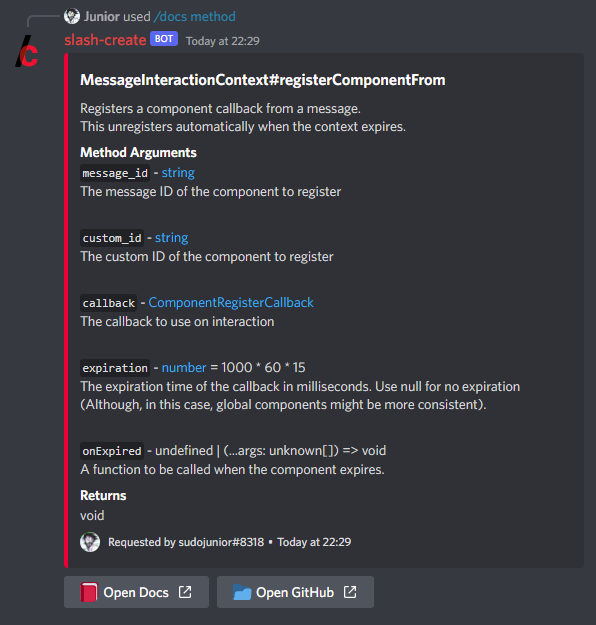 Junior used /docs method
/c
slash-create BOT Today at 22:29
MessageInteractionContext#registerComponentFrom
Registers a component callback from a message.
This unregisters automatically when the context expires.
Method Arguments
message_id - string
The message ID of the component to register
custom_id - string
The custom ID of the component to register
callback - ComponentRegisterCallback
The callback to use on interaction
expiration - number = 1000 * 60 * 15
The expiration time of the callback in milliseconds. Use null for no expiration
(Although, in this case, global components might be more consistent).
onExpired - undefined | (...args: unknown[]) => void
A function to be called when the component expires.
Returns
void
Requested by sudojunior#8318 • Today at 22:29
Open Docs
Open GitHub